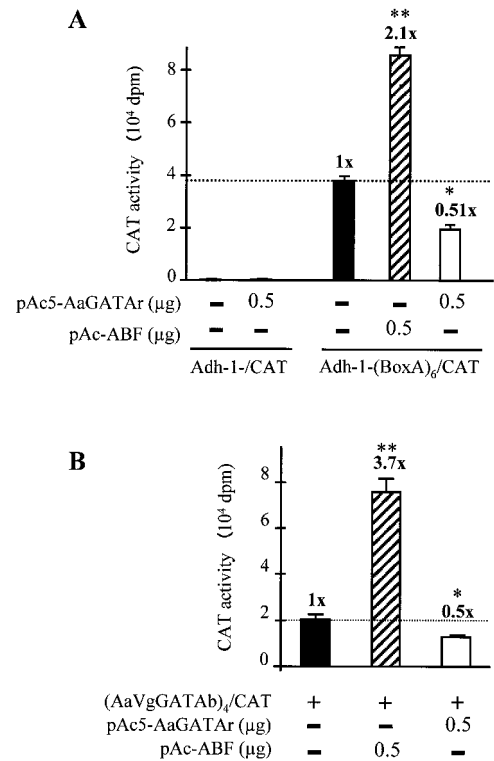 A
CAT activity (10⁴ dpm)
8
6
4
2
0
1x
**
2.1x
*
0.51x
pAc5-AaGATAr (µg) – 0.5 – – 0.5
pAc-ABF (µg) – – – 0.5 –
Adh-1-/CAT Adh-1-(BoxA)₆/CAT
B
CAT activity (10⁴ dpm)
8
6
4
2
0
1x
**
3.7x
*
0.5x
(AaVgGATAb)₄/CAT + + +
pAc5-AaGATAr (µg) – – 0.5
pAc-ABF (µg) – 0.5 –